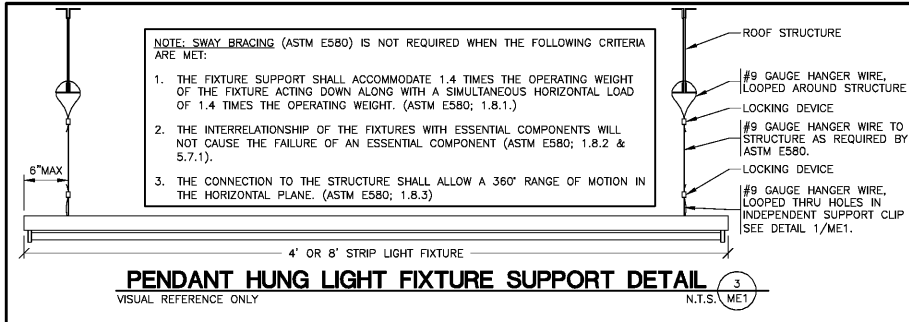 NOTE: SWAY BRACING (ASTM E580) IS NOT REQUIRED WHEN THE FOLLOWING CRITERIA
ARE MET:
1. THE FIXTURE SUPPORT SHALL ACCOMMODATE 1.4 TIMES THE OPERATING WEIGHT
OF THE FIXTURE ACTING DOWN ALONG WITH A SIMULTANEOUS HORIZONTAL LOAD
OF 1.4 TIMES THE OPERATING WEIGHT. (ASTM E580; 1.8.1.)
2. THE INTERRELATIONSHIP OF THE FIXTURES WITH ESSENTIAL COMPONENTS WILL
NOT CAUSE THE FAILURE OF AN ESSENTIAL COMPONENT (ASTM E580; 1.8.2 &
5.7.1).
3. THE CONNECTION TO THE STRUCTURE SHALL ALLOW A 360° RANGE OF MOTION IN
THE HORIZONTAL PLANE. (ASTM E580; 1.8.3)
ROOF STRUCTURE
#9 GAUGE HANGER WIRE,
LOOPED AROUND STRUCTURE
LOCKING DEVICE
#9 GAUGE HANGER WIRE TO
STRUCTURE AS REQUIRED BY
ASTM E580.
LOCKING DEVICE
#9 GAUGE HANGER WIRE,
LOOPED THRU HOLES IN
INDEPENDENT SUPPORT CLIP
SEE DETAIL 1/ME1.
6"MAX
4' OR 8' STRIP LIGHT FIXTURE
PENDANT HUNG LIGHT FIXTURE SUPPORT DETAIL
VISUAL REFERENCE ONLY
N.T.S.
3
ME1